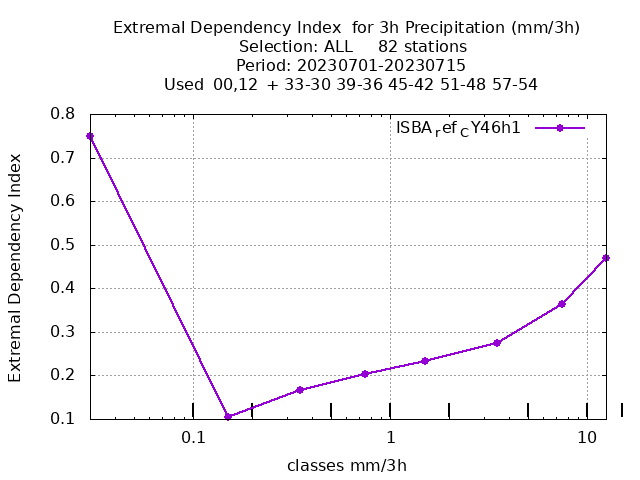 Extremal Dependency Index  for 3h Precipitation (mm/3h)
Selection: ALL     82 stations
Period: 20230701-20230715
Used  00,12  + 33-30 39-36 45-42 51-48 57-54
ISBA_ref_CY46h1
0.8
0.7
0.6
0.5
0.4
0.3
0.2
0.1
Extremal Dependency Index
0.1 1 10
classes mm/3h